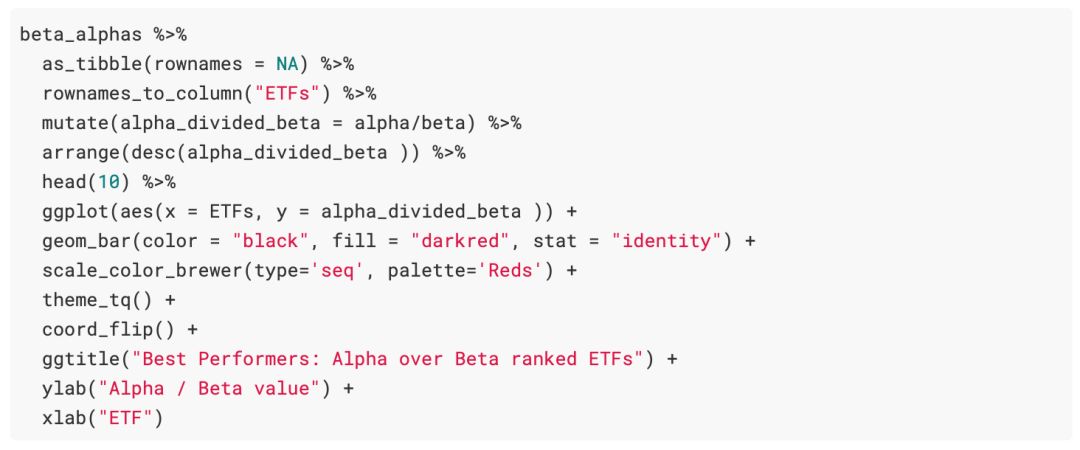 beta_alphas %>%
  as_tibble(rownames = NA) %>%
  rownames_to_column("ETFs") %>%
  mutate(alpha_divided_beta = alpha/beta) %>%
  arrange(desc(alpha_divided_beta )) %>%
  head(10) %>%
  ggplot(aes(x = ETFs, y = alpha_divided_beta )) +
  geom_bar(color = "black", fill = "darkred", stat = "identity") +
  scale_color_brewer(type='seq', palette='Reds') +
  theme_tq() +
  coord_flip() +
  ggtitle("Best Performers: Alpha over Beta ranked ETFs") +
  ylab("Alpha / Beta value") +
  xlab("ETF")